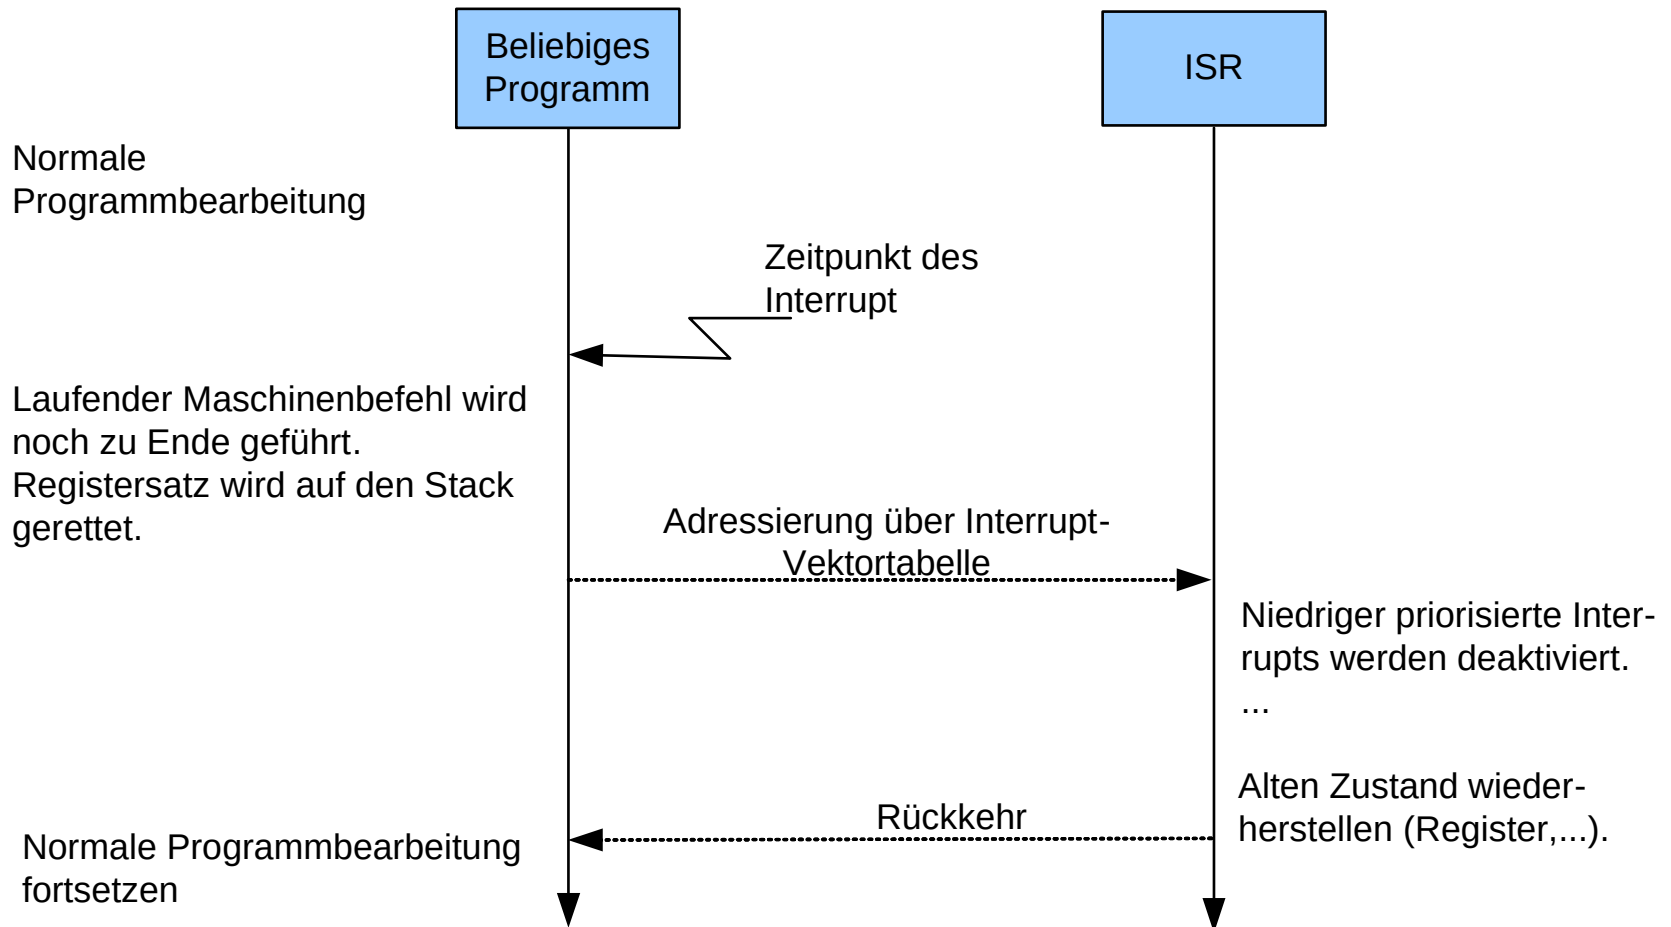 Beliebiges
Programm
ISR
Normale
Programmbearbeitung
Zeitpunkt des
Interrupt
Laufender Maschinenbefehl wird
noch zu Ende geführt.
Registersatz wird auf den Stack
gerettet.
Adressierung über Interrupt-
Vektortabelle
Niedriger priorisierte Inter-
rupts werden deaktiviert.
...
Alten Zustand wieder-
herstellen (Register,...).
Rückkehr
Normale Programmbearbeitung
fortsetzen